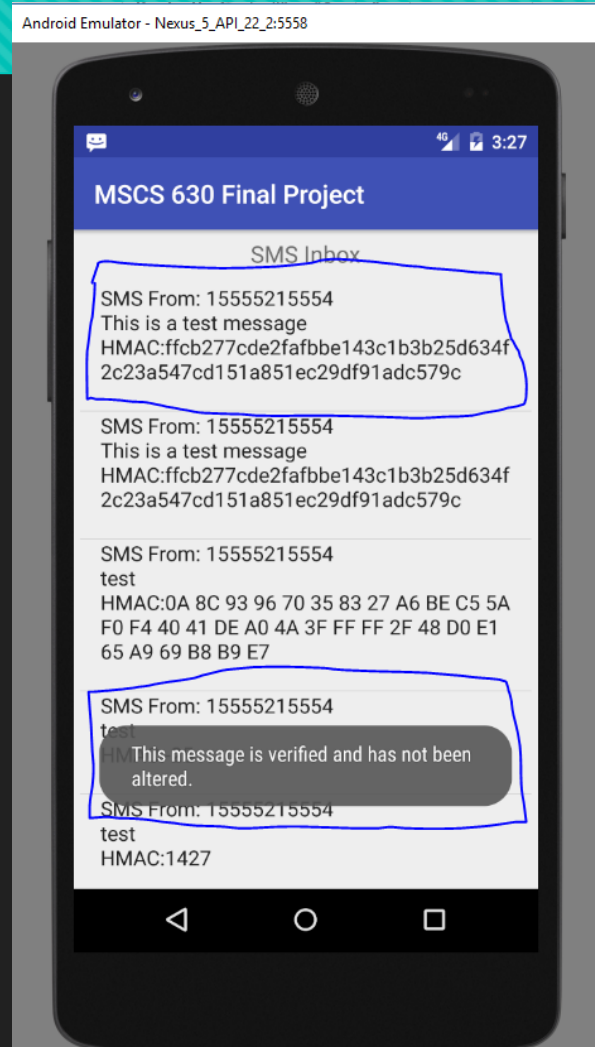 Android Emulator - Nexus_5_API_22_2:5558
4G 3:27
MSCS 630 Final Project
SMS Inbox
SMS From: 15555215554
This is a test message
HMAC:ffcb277cde2fafbbe143c1b3b25d634f
2c23a547cd151a851ec29df91adc579c
SMS From: 15555215554
This is a test message
HMAC:ffcb277cde2fafbbe143c1b3b25d634f
2c23a547cd151a851ec29df91adc579c
SMS From: 15555215554
test
HMAC:0A 8C 93 96 70 35 83 27 A6 BE C5 5A
F0 F4 40 41 DE A0 4A 3F FF FF 2F 48 D0 E1
65 A9 69 B8 B9 E7
SMS From: 15555215554
test
This message is verified and has not been
altered.
SMS From: 15555215554
test
HMAC:1427